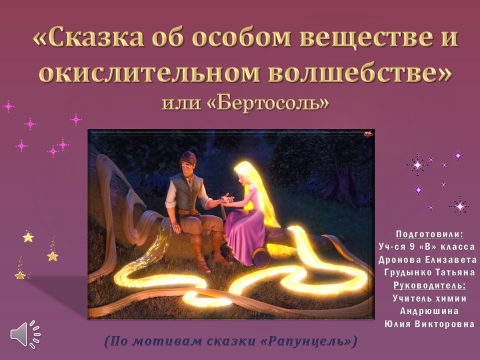 «Сказка об особом веществе и
окислительном волшебстве»
или «Бертосоль»
Подготовили:
Уч-ся 9 «В» класса
Дронова Елизавета
Грудынко Татьяна
Руководитель:
Учитель химии
Андрюшина
Юлия Викторовна
(По мотивам сказки «Рапунцель»)